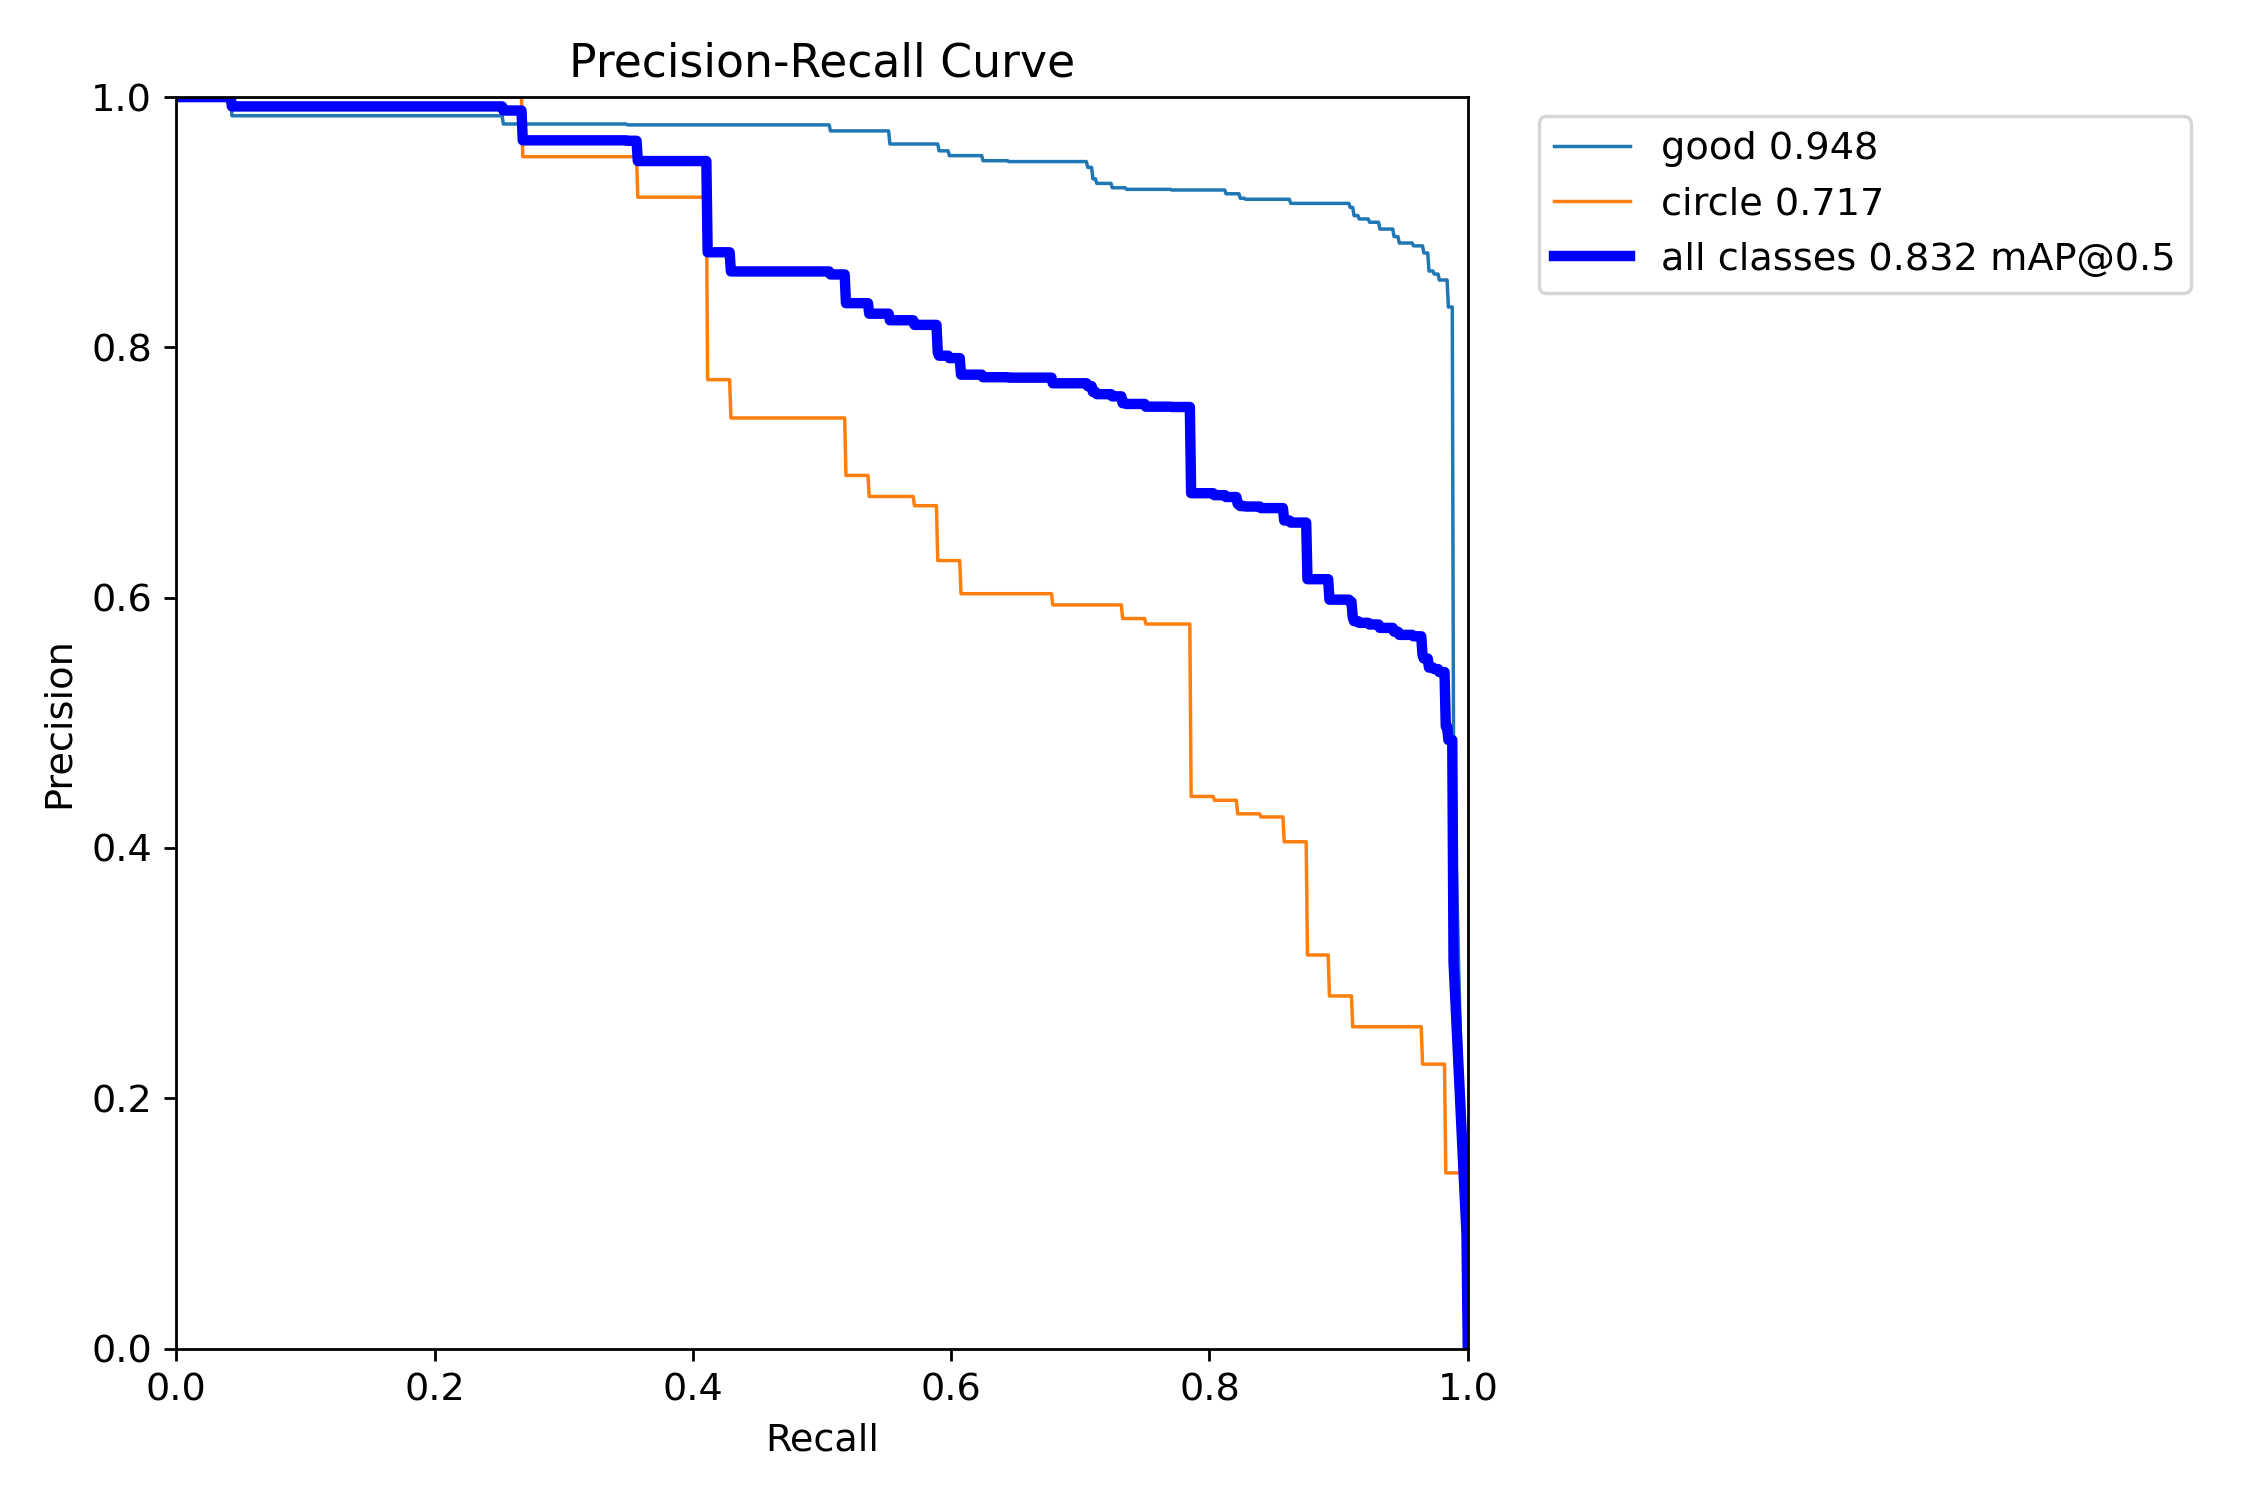 Precision-Recall Curve
good 0.948
circle 0.717
all classes 0.832 mAP@0.5
Precision
1.0
0.8
0.6
0.4
0.2
0.0
0.0 0.2 0.4 0.6 0.8 1.0
Recall